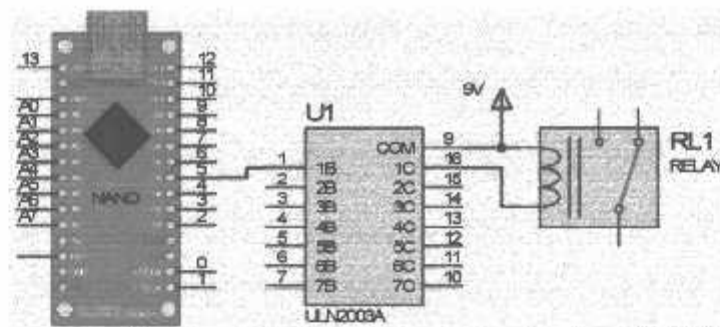 13
12
11
10
9
8
7
6
5
4
3
2
0
1
A0
A1
A2
A3
A4
A5
A6
A7
NANO
U1
1 1B
2 2B
3 3B
4 4B
5 5B
6 6B
7 7B
COM 9
1C 16
2C 15
3C 14
4C 13
5C 12
6C 11
7C 10
ULN2003A
9V
RL1
RELAY